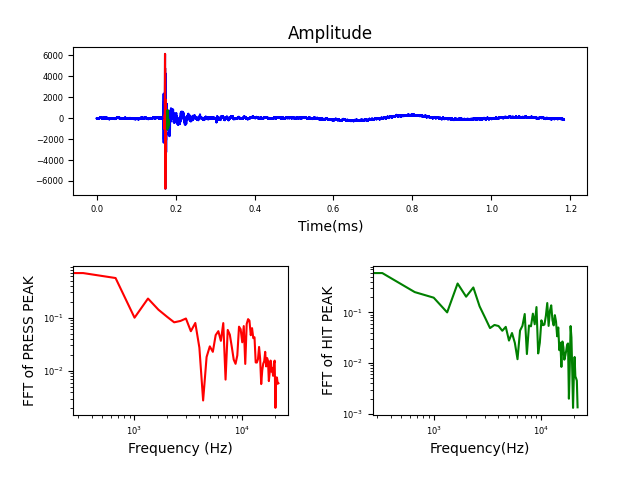 Amplitude
6000
4000
2000
0
−2000
−4000
−6000
0.0 0.2 0.4 0.6 0.8 1.0 1.2
Time(ms)
FFT of PRESS PEAK
10⁻¹
10⁻²
10³ 10⁴
Frequency (Hz)
FFT of HIT PEAK
10⁻¹
10⁻²
10⁻³
10³ 10⁴
Frequency(Hz)